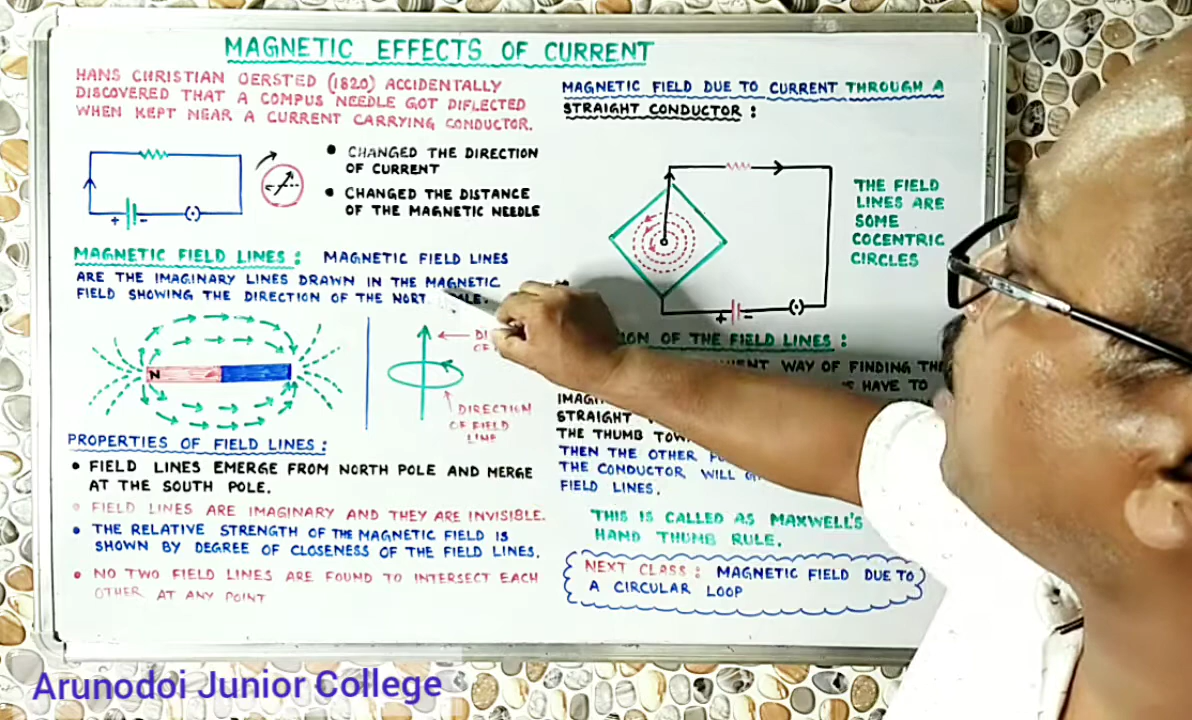 MAGNETIC EFFECTS OF CURRENT
HANS CHRISTIAN OERSTED (1820) ACCIDENTALLY
DISCOVERED THAT A COMPUS NEEDLE GOT DIFLECTED
WHEN KEPT NEAR A CURRENT CARRYING CONDUCTOR.
+ -
• CHANGED THE DIRECTION
OF CURRENT
• CHANGED THE DISTANCE
OF THE MAGNETIC NEEDLE
MAGNETIC FIELD LINES: MAGNETIC FIELD LINES
ARE THE IMAGINARY LINES DRAWN IN THE MAGNETIC
FIELD SHOWING THE DIRECTION OF THE
N
DIRECTION
OF FIELD
LINE
PROPERTIES OF FIELD LINES:
• FIELD LINES EMERGE FROM NORTH POLE AND MERGE
AT THE SOUTH POLE.
• FIELD LINES ARE IMAGINARY AND THEY ARE INVISIBLE.
• THE RELATIVE STRENGTH OF THE MAGNETIC FIELD IS
SHOWN BY DEGREE OF CLOSENESS OF THE FIELD LINES.
• NO TWO FIELD LINES ARE FOUND TO INTERSECT EACH
OTHER AT ANY POINT
MAGNETIC FIELD DUE TO CURRENT THROUGH A
STRAIGHT CONDUCTOR:
THE FIELD
LINES ARE
SOME
COCENTRIC
CIRCLES
+ -
OF THE FIELD LINES:
WAY OF FINDING THE
HAVE TO
STRAIGHT
THE THUMB
THEN THE OTHER
THE CONDUCTOR WILL
FIELD LINES.
THIS IS CALLED AS MAXWELL'S
HAND THUMB RULE.
NEXT CLASS: MAGNETIC FIELD DUE TO
A CIRCULAR LOOP
Arunodoi Junior College